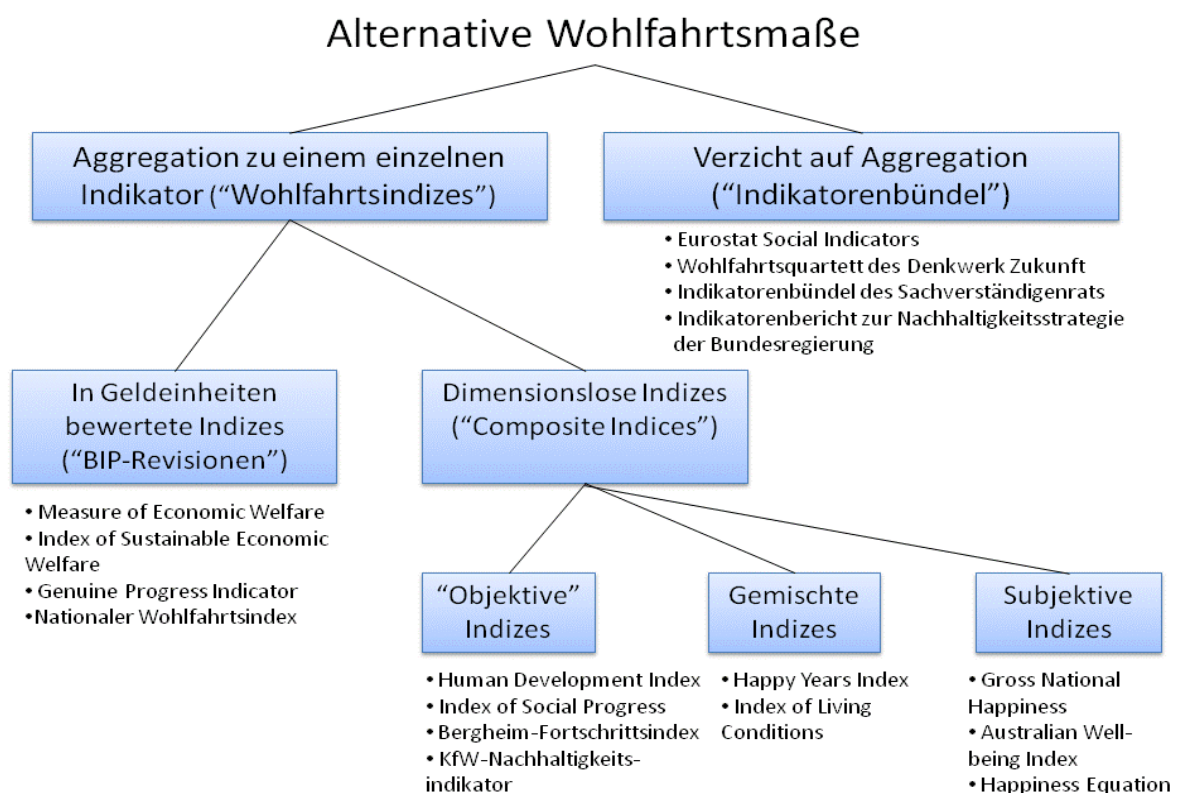 Alternative Wohlfahrtsmaße
Aggregation zu einem einzelnen
Indikator (“Wohlfahrtsindizes”)
Verzicht auf Aggregation
(“Indikatorenbündel”)
• Eurostat Social Indicators
• Wohlfahrtsquartett des Denkwerk Zukunft
• Indikatorenbündel des Sachverständigenrats
• Indikatorenbericht zur Nachhaltigkeitsstrategie
der Bundesregierung
In Geldeinheiten
bewertete Indizes
(“BIP-Revisionen”)
• Measure of Economic Welfare
• Index of Sustainable Economic
Welfare
• Genuine Progress Indicator
•Nationaler Wohlfahrtsindex
Dimensionslose Indizes
(“Composite Indices”)
“Objektive”
Indizes
• Human Development Index
• Index of Social Progress
• Bergheim-Fortschrittsindex
• KfW-Nachhaltigkeits-
indikator
Gemischte
Indizes
• Happy Years Index
• Index of Living
Conditions
Subjektive
Indizes
• Gross National
Happiness
• Australian Well-
being Index
• Happiness Equation